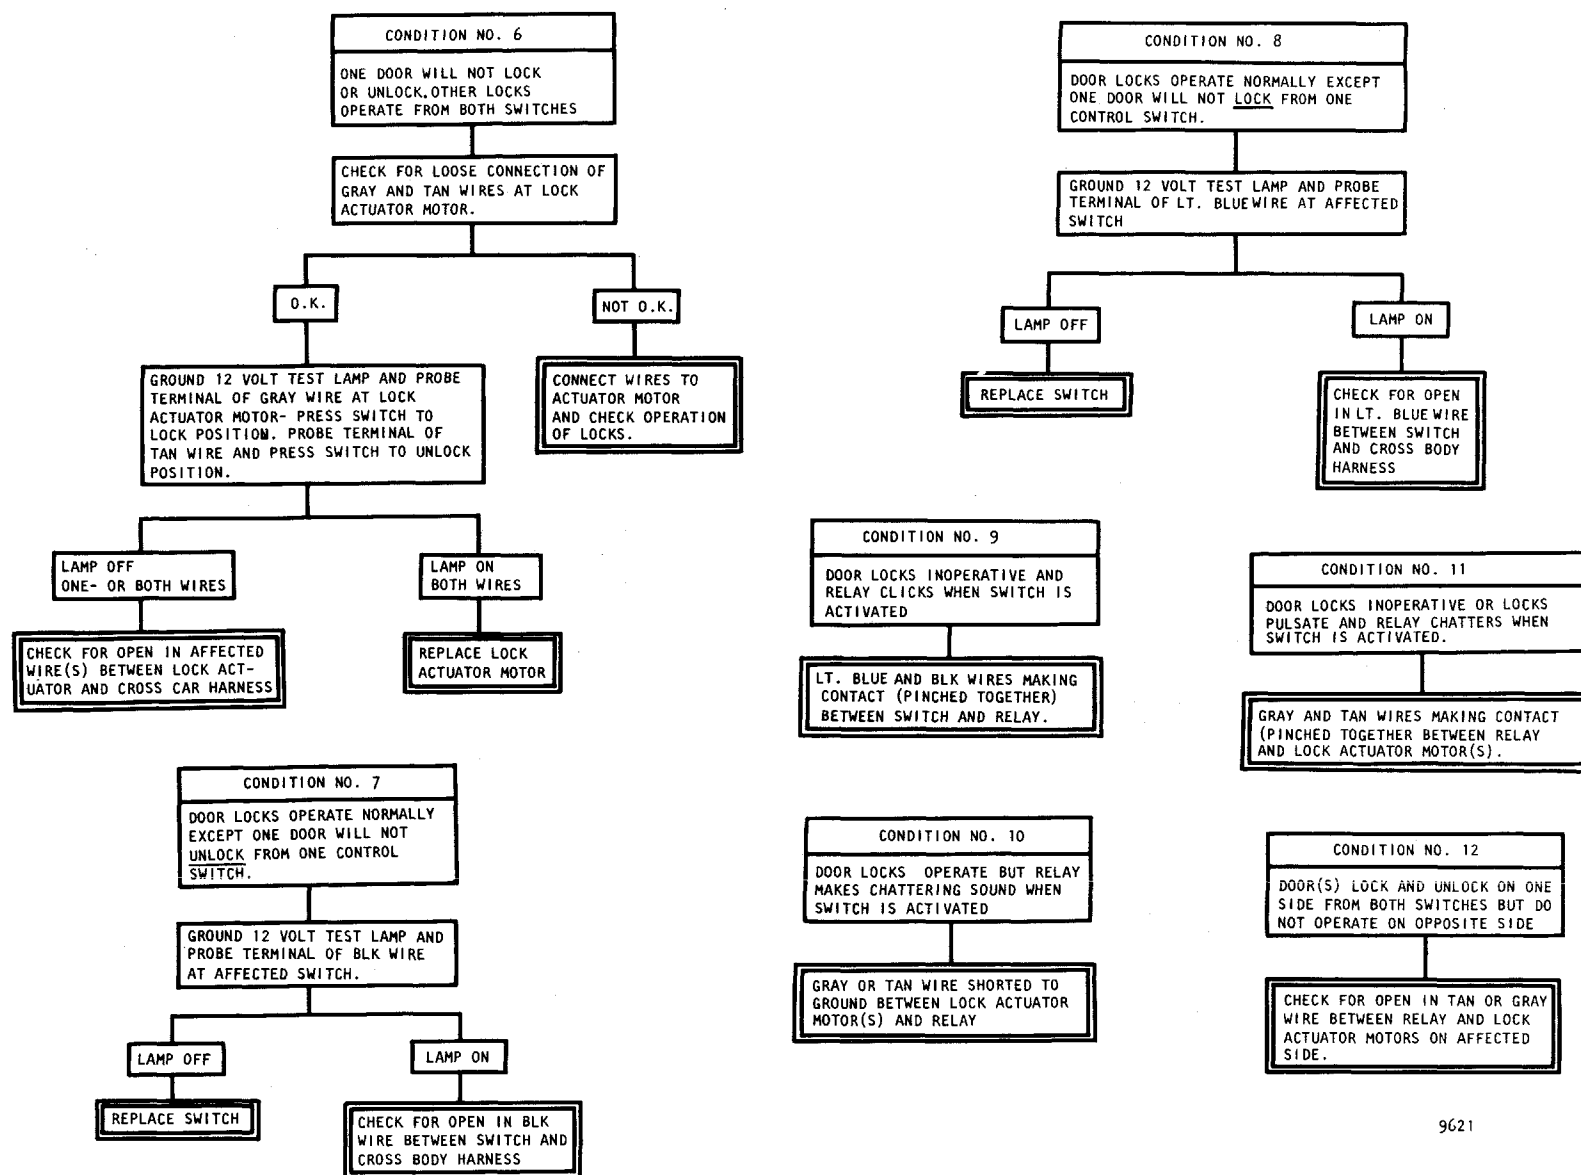 CONDITION NO. 6
ONE DOOR WILL NOT LOCK
OR UNLOCK.OTHER LOCKS
OPERATE FROM BOTH SWITCHES
CHECK FOR LOOSE CONNECTION OF
GRAY AND TAN WIRES AT LOCK
ACTUATOR MOTOR.
O.K.
NOT O.K.
GROUND 12 VOLT TEST LAMP AND PROBE
TERMINAL OF GRAY WIRE AT LOCK
ACTUATOR MOTOR- PRESS SWITCH TO
LOCK POSITION. PROBE TERMINAL OF
TAN WIRE AND PRESS SWITCH TO UNLOCK
POSITION.
CONNECT WIRES TO
ACTUATOR MOTOR
AND CHECK OPERATION
OF LOCKS.
LAMP OFF
ONE- OR BOTH WIRES
LAMP ON
BOTH WIRES
CHECK FOR OPEN IN AFFECTED
WIRE(S) BETWEEN LOCK ACT-
UATOR AND CROSS CAR HARNESS
REPLACE LOCK
ACTUATOR MOTOR
CONDITION NO. 7
DOOR LOCKS OPERATE NORMALLY
EXCEPT ONE DOOR WILL NOT
UNLOCK FROM ONE CONTROL
SWITCH.
GROUND 12 VOLT TEST LAMP AND
PROBE TERMINAL OF BLK WIRE
AT AFFECTED SWITCH.
LAMP OFF
LAMP ON
REPLACE SWITCH
CHECK FOR OPEN IN BLK
WIRE BETWEEN SWITCH AND
CROSS BODY HARNESS
CONDITION NO. 8
DOOR LOCKS OPERATE NORMALLY EXCEPT
ONE DOOR WILL NOT LOCK FROM ONE
CONTROL SWITCH.
GROUND 12 VOLT TEST LAMP AND PROBE
TERMINAL OF LT. BLUE WIRE AT AFFECTED
SWITCH
LAMP OFF
LAMP ON
REPLACE SWITCH
CHECK FOR OPEN
IN LT. BLUE WIRE
BETWEEN SWITCH
AND CROSS BODY
HARNESS
CONDITION NO. 9
DOOR LOCKS INOPERATIVE AND
RELAY CLICKS WHEN SWITCH IS
ACTIVATED
LT. BLUE AND BLK WIRES MAKING
CONTACT (PINCHED TOGETHER)
BETWEEN SWITCH AND RELAY.
CONDITION NO. 11
DOOR LOCKS INOPERATIVE OR LOCKS
PULSATE AND RELAY CHATTERS WHEN
SWITCH IS ACTIVATED.
GRAY AND TAN WIRES MAKING CONTACT
(PINCHED TOGETHER BETWEEN RELAY
AND LOCK ACTUATOR MOTOR(S).
CONDITION NO. 10
DOOR LOCKS OPERATE BUT RELAY
MAKES CHATTERING SOUND WHEN
SWITCH IS ACTIVATED
GRAY OR TAN WIRE SHORTED TO
GROUND BETWEEN LOCK ACTUATOR
MOTOR(S) AND RELAY
CONDITION NO. 12
DOOR(S) LOCK AND UNLOCK ON ONE
SIDE FROM BOTH SWITCHES BUT DO
NOT OPERATE ON OPPOSITE SIDE
CHECK FOR OPEN IN TAN OR GRAY
WIRE BETWEEN RELAY AND LOCK
ACTUATOR MOTORS ON AFFECTED
SIDE.
9621